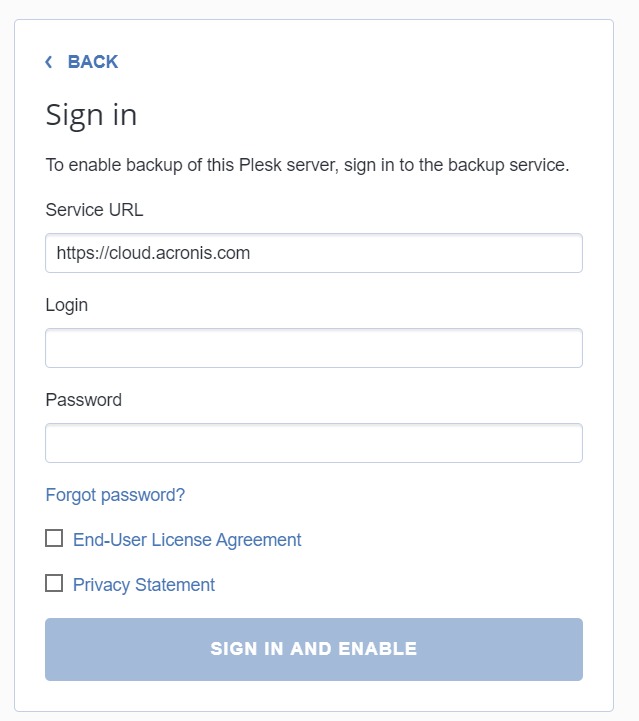 BACK
Sign in
To enable backup of this Plesk server, sign in to the backup service.
Service URL
https://cloud.acronis.com
Login
Password
Forgot password?
End-User License Agreement
Privacy Statement
SIGN IN AND ENABLE